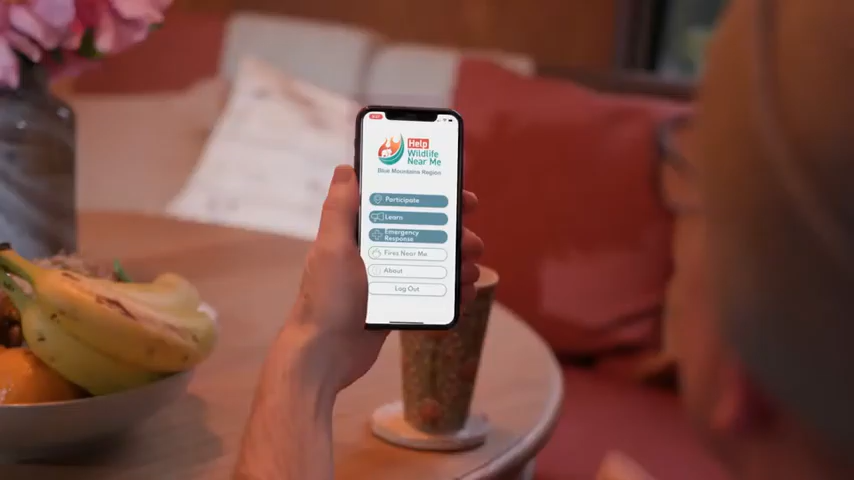 Help
Wildlife
Near Me
Blue Mountains Region
Participate
Learn
Emergency
Response
Fires Near Me
About
Log Out